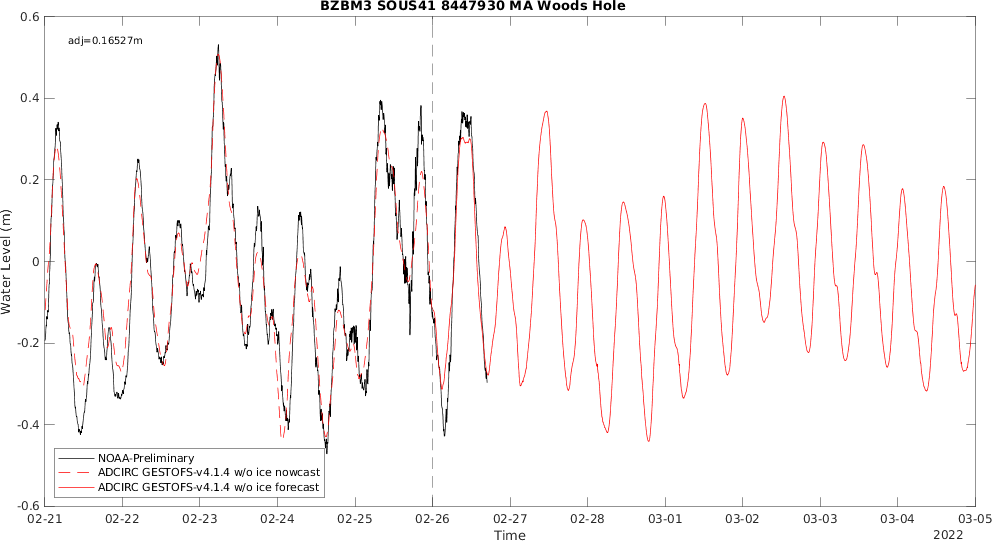 BZBM3 SOUS41 8447930 MA Woods Hole
adj=0.16527m
0.6
0.4
0.2
0
-0.2
-0.4
-0.6
Water Level (m)
NOAA-Preliminary
ADCIRC GESTOFS-v4.1.4 w/o ice nowcast
ADCIRC GESTOFS-v4.1.4 w/o ice forecast
02-21 02-22 02-23 02-24 02-25 02-26 02-27 02-28 03-01 03-02 03-03 03-04 03-05
Time
2022